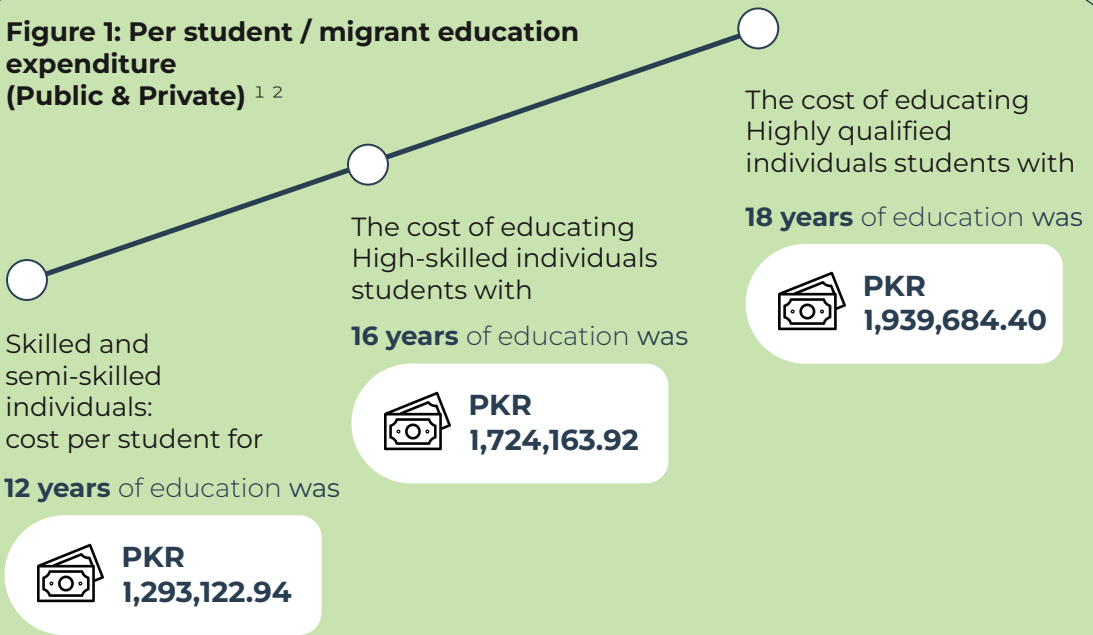 Figure 1: Per student / migrant education
expenditure
(Public & Private) 1 2
Skilled and
semi-skilled
individuals:
cost per student for
12 years of education was
PKR
1,293,122.94
The cost of educating
High-skilled individuals
students with
16 years of education was
PKR
1,724,163.92
The cost of educating
Highly qualified
individuals students with
18 years of education was
PKR
1,939,684.40